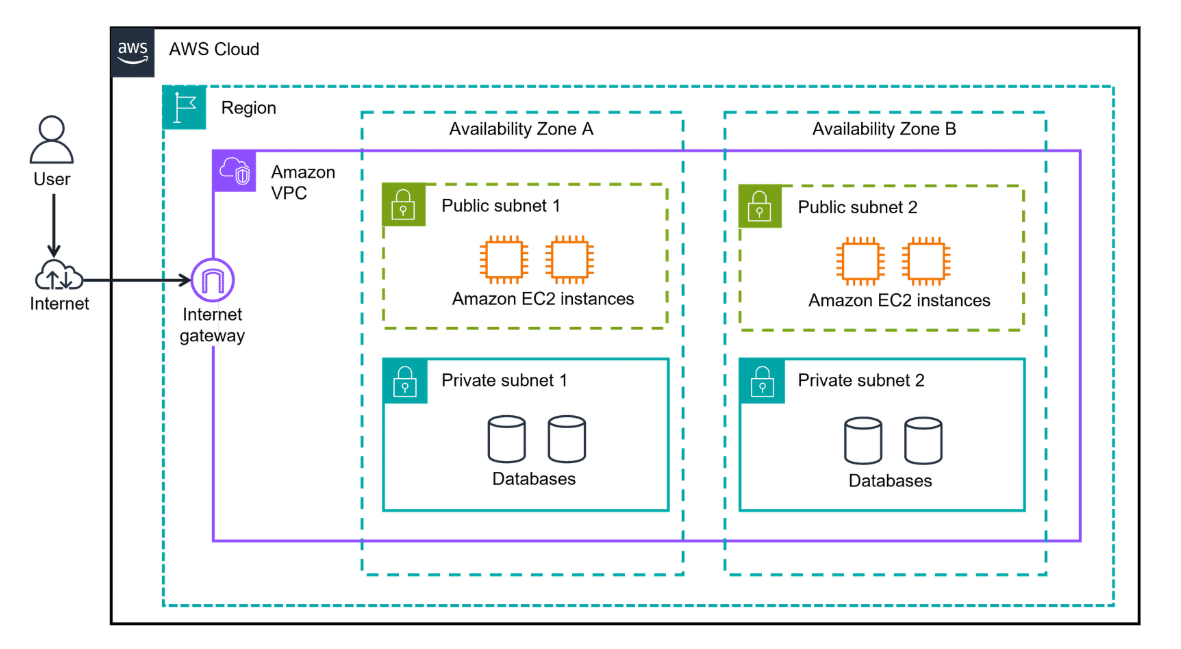 aws
AWS Cloud
Region
Availability Zone A
Availability Zone B
User
Amazon
VPC
Public subnet 1
Public subnet 2
Internet
Amazon EC2 instances
Amazon EC2 instances
Internet
gateway
Private subnet 1
Private subnet 2
Databases
Databases